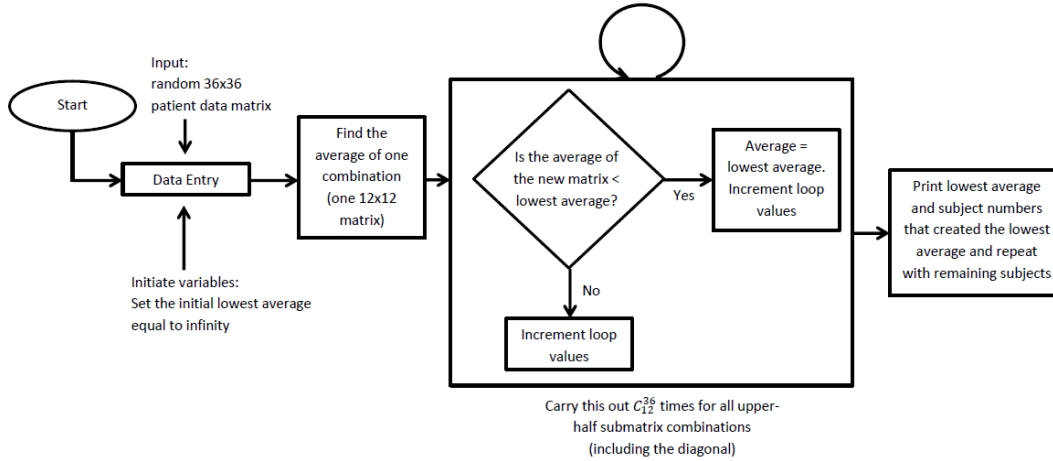 Start
Input:
random 36x36
patient data matrix
Data Entry
Initiate variables:
Set the initial lowest average
equal to infinity
Find the
average of one
combination
(one 12x12
matrix)
Is the average of
the new matrix <
lowest average?
Yes
Average =
lowest average.
Increment loop
values
No
Increment loop
values
Carry this out C₁₂³⁶ times for all upper-
half submatrix combinations
(including the diagonal)
Print lowest average
and subject numbers
that created the lowest
average and repeat
with remaining subjects